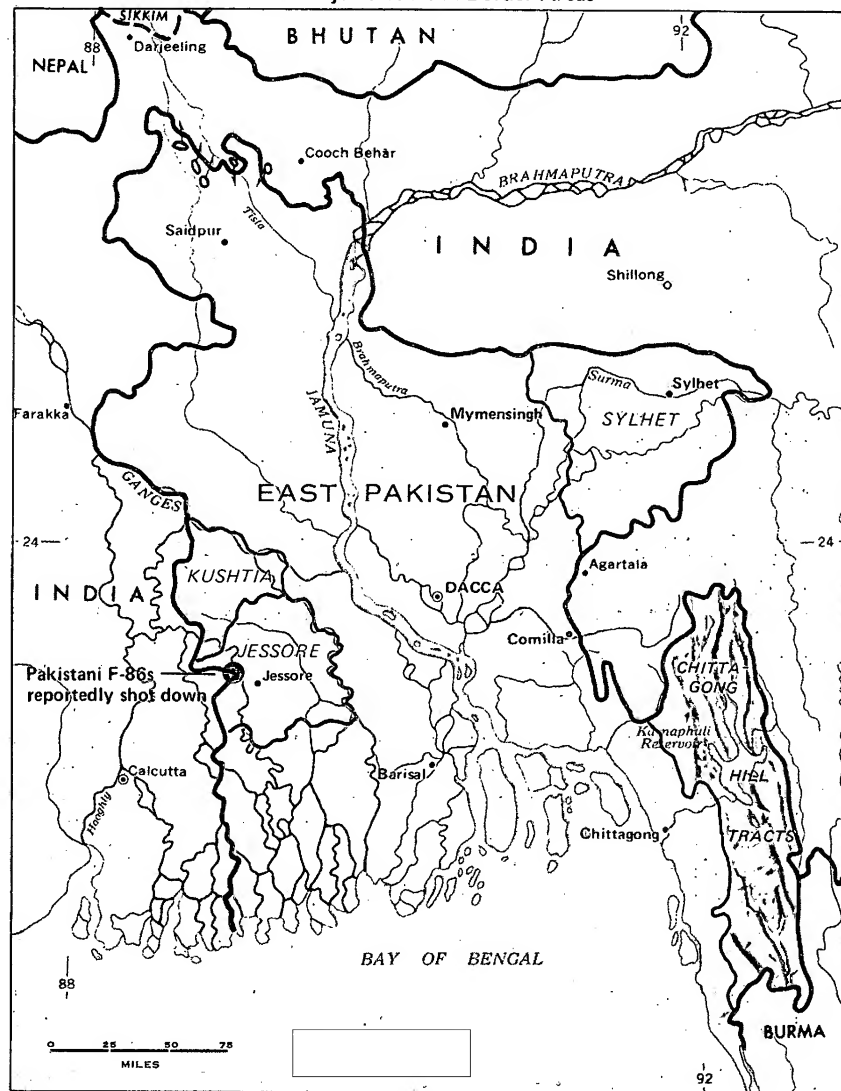 SIKKIM
88
Darjeeling
BHUTAN
92
NEPAL
Cooch Behar
BRAHMAPUTRA
Tista
Saidpur
INDIA
Shillong
Brahmaputra
Surma
Sylhet
Farakka
JAMUNA
Mymensingh
SYLHET
GANGES
EAST PAKISTAN
24
24
KUSHTIA
Agartala
INDIA
DACCA
Comilla
JESSORE
Pakistani F-86s
reportedly shot down
Jessore
CHITTA-
GONG
Karnaphuli
Reservoir
Calcutta
Barisal
HILL
Hooghly
Chittagong
TRACTS
BAY OF BENGAL
88
BURMA
0 25 50 75
MILES
92